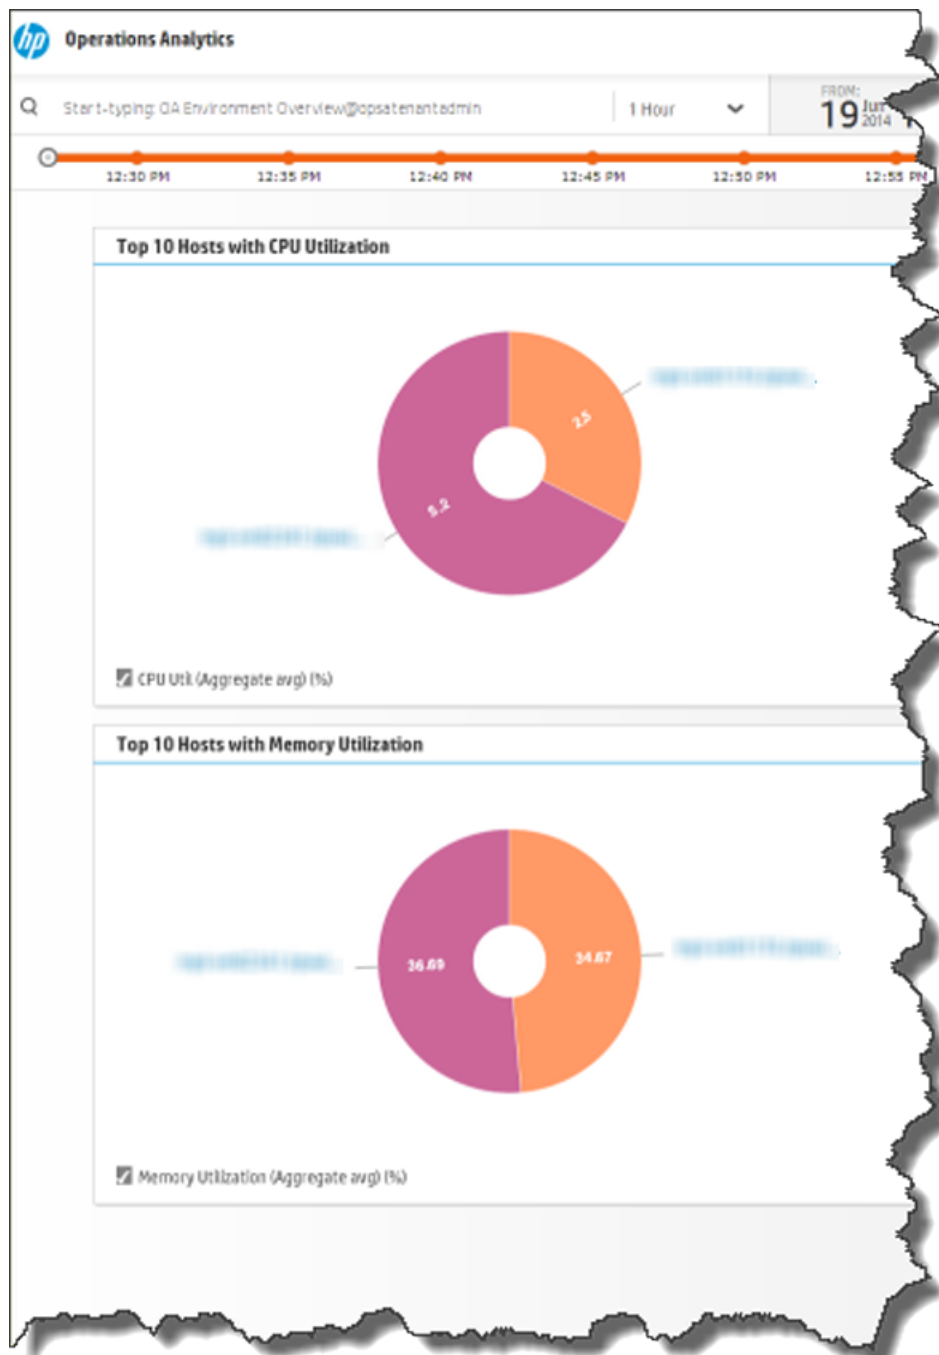 hp Operations Analytics
Start-typing: OA Environment Overview@opsatenantadmin 1 Hour FROM: 19 Jun 2014
12:30 PM 12:35 PM 12:40 PM 12:45 PM 12:50 PM 12:55 PM
Top 10 Hosts with CPU Utilization
2.5
5.2
CPU Util (Aggregate avg) (%)
Top 10 Hosts with Memory Utilization
36.69 34.67
Memory Utilization (Aggregate avg) (%)